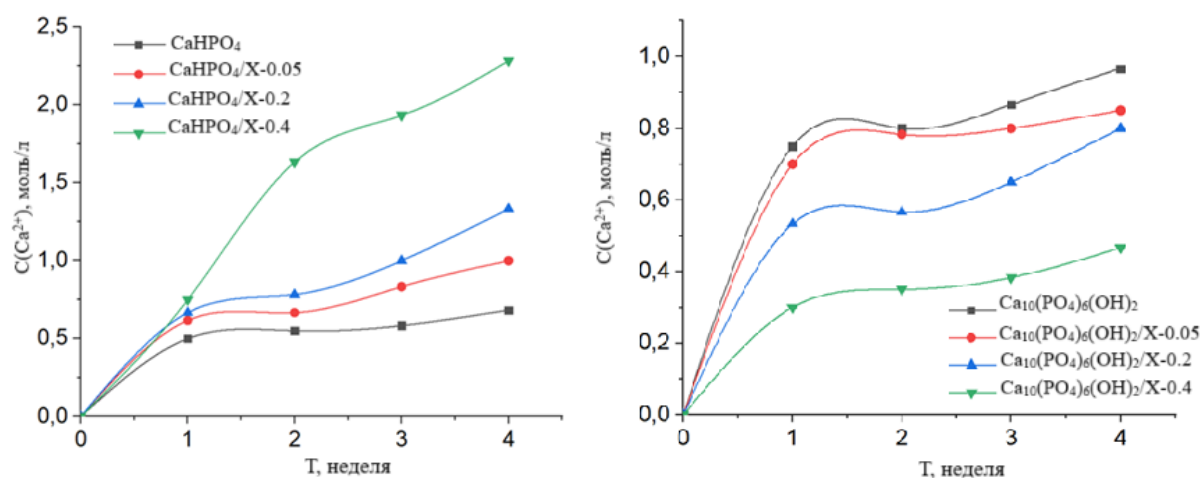 2,5
2,0
1,5
1,0
0,5
0,0
C(Ca²⁺), моль/л
CaHPO₄
CaHPO₄/X-0.05
CaHPO₄/X-0.2
CaHPO₄/X-0.4
0 1 2 3 4
T, неделя
1,0
0,8
0,6
0,4
0,2
0,0
C(Ca²⁺), моль/л
Ca₁₀(PO₄)₆(OH)₂
Ca₁₀(PO₄)₆(OH)₂/X-0.05
Ca₁₀(PO₄)₆(OH)₂/X-0.2
Ca₁₀(PO₄)₆(OH)₂/X-0.4
0 1 2 3 4
T, неделя